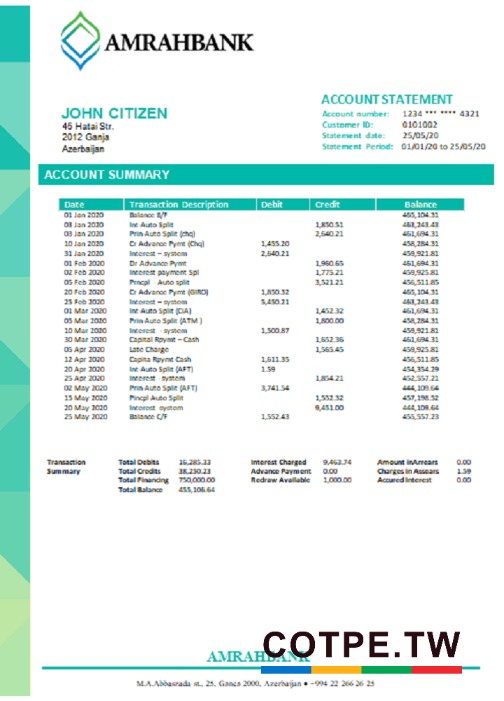 AMRAHBANK
ACCOUNT STATEMENT
JOHN CITIZEN
45 Hatai Str.
2012 Ganja
Azerbaijan
Account number: 1234 *** **** 4321
Customer ID: 0101002
Statement date: 25/05/20
Statement Period: 01/01/20 to 25/05/20
ACCOUNT SUMMARY
Date Transaction Description Debit Credit Balance
01 Jan 2020 Balance B/F 465,104.31
03 Jan 2020 Int Auto Split 1,850.51 463,243.43
03 Jan 2020 Prin Auto Split (chq) 2,640.21 461,694.31
10 Jan 2020 Cr Advance Pymt (Chq) 1,435.20 458,284.31
31 Jan 2020 Interest – system 2,640.21 459,921.81
01 Feb 2020 Dr Advance Pymt 1,960.65 461,694.31
02 Feb 2020 Interest payment Spl 1,775.21 459,925.81
05 Feb 2020 Princpl - Auto split 3,521.21 456,511.85
20 Feb 2020 Cr Advance Pymt (GIRO) 1,850.32 465,104.31
25 Feb 2020 Interest – system 5,430.21 463,243.43
01 Mar 2020 Int Auto Split (CIA) 1,452.32 461,694.31
05 Mar 2020 Prin Auto Split (ATM ) 1,800.00 458,284.31
10 Mar 2020 Interest - system 1,500.87 459,921.81
30 Mar 2020 Capital Rpymt – Cash 1,652.36 461,694.31
05 Apr 2020 Late Charge 1,565.45 459,925.81
12 Apr 2020 Capita Rpymt Cash 1,611.35 456,511.85
20 Apr 2020 Int Auto Split (AFT) 1.59 454,354.29
25 Apr 2020 Interest - system 1,854.21 452,557.21
02 May 2020 Prin Auto Split (AFT) 3,741.54 444,109.64
15 May 2020 Pincpl Auto Split 1,552.32 457,198.52
20 May 2020 Interest -system 9,451.00 444,109.64
25 May 2020 Balance C/F 1,552.43 455,557.23
Transaction Total Debits 16,285.33 Interest Charged 9,463.74 Amount inArrears 0.00
Summary Total Credits 38,250.23 Advance Payment 0.00 Charges in Assears 1.59
Total Financing 750,000.00 Redraw Available 1,000.00 Accured Interest 0.00
Total Balance 455,106.64
COTPE.TW
AMRAHBANK
M.A.Abbaszada st., 25, Ganca 2000, Azerbaijan ● +994 22 266 26 25